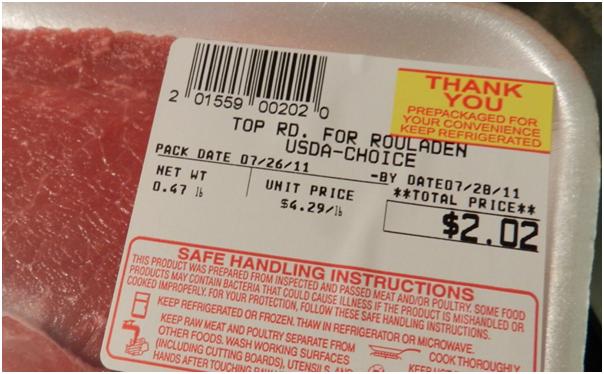 THANK
YOU
PREPACKAGED FOR
YOUR CONVENIENCE
KEEP REFRIGERATED
2 01559 00202 0
TOP RD. FOR ROULADEN
USDA-CHOICE
PACK DATE 07/26/11 -BY DATE07/28/11
NET WT UNIT PRICE **TOTAL PRICE**
0.47 lb $4.29/lb $2.02
SAFE HANDLING INSTRUCTIONS
THIS PRODUCT WAS PREPARED FROM INSPECTED AND PASSED MEAT AND/OR POULTRY. SOME FOOD
PRODUCTS MAY CONTAIN BACTERIA THAT COULD CAUSE ILLNESS IF THE PRODUCT IS MISHANDLED OR
COOKED IMPROPERLY. FOR YOUR PROTECTION, FOLLOW THESE SAFE HANDLING INSTRUCTIONS.
KEEP REFRIGERATED OR FROZEN. THAW IN REFRIGERATOR OR MICROWAVE.
KEEP RAW MEAT AND POULTRY SEPARATE FROM
OTHER FOODS. WASH WORKING SURFACES
(INCLUDING CUTTING BOARDS), UTENSILS, AND
HANDS AFTER TOUCHING
COOK THOROUGHLY